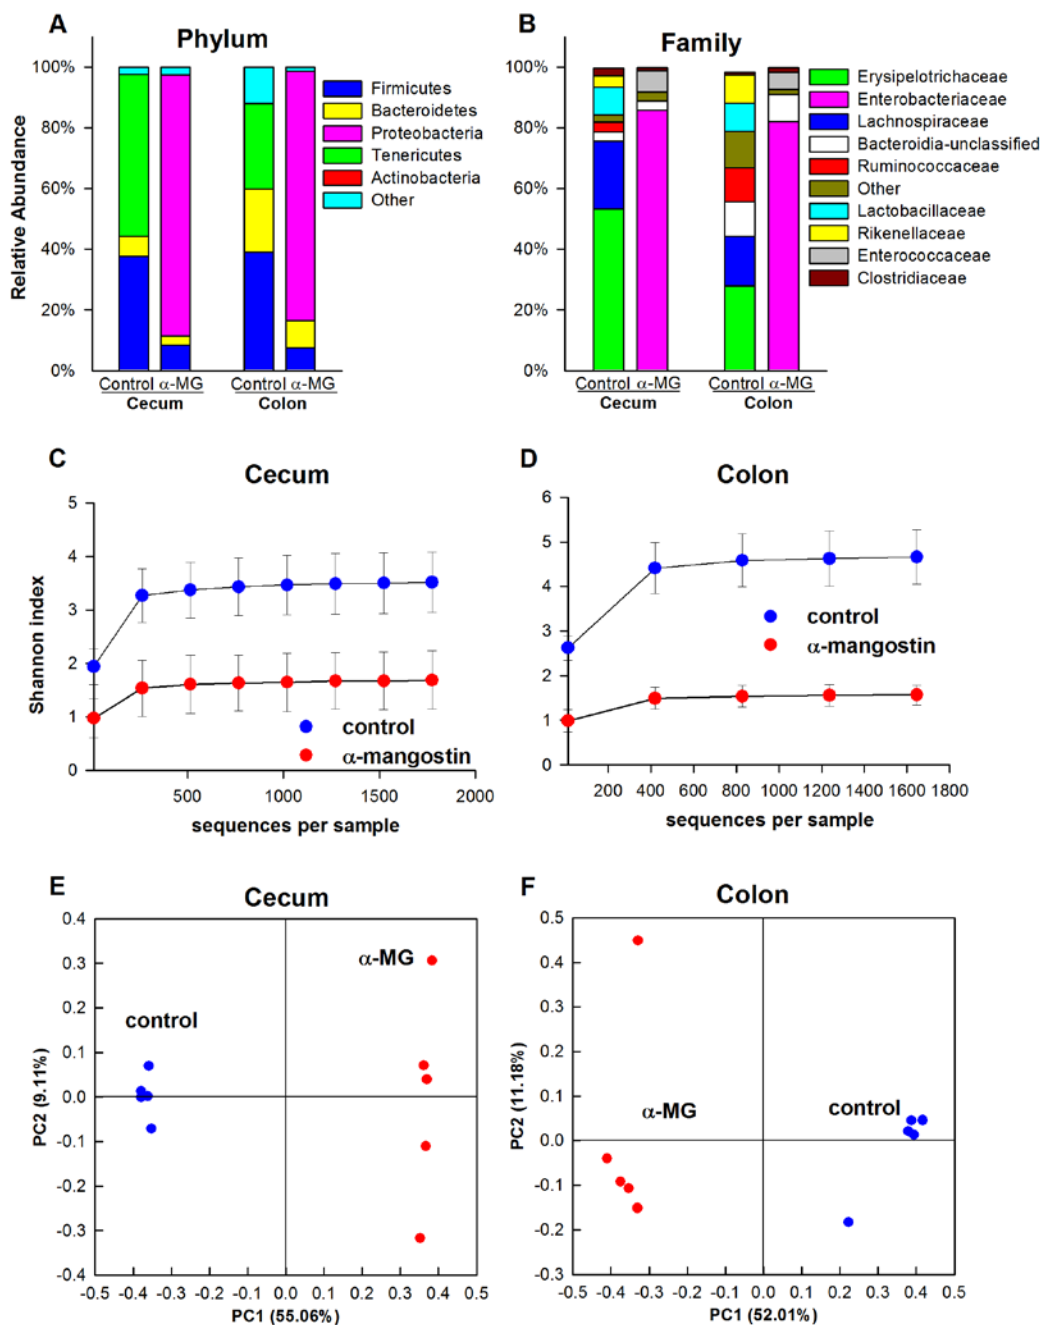 A
Phylum
Relative Abundance
100%
80%
60%
40%
20%
0%
Firmicutes
Bacteroidetes
Proteobacteria
Tenericutes
Actinobacteria
Other
Control α-MG
Control α-MG
Cecum
Colon
B
Family
100%
80%
60%
40%
20%
0%
Erysipelotrichaceae
Enterobacteriaceae
Lachnospiraceae
Bacteroidia-unclassified
Ruminococcaceae
Other
Lactobacillaceae
Rikenellaceae
Enterococcaceae
Clostridiaceae
Control α-MG
Control α-MG
Cecum
Colon
C
Cecum
Shannon index
5
4
3
2
1
0
control
α-mangostin
500
1000
1500
2000
sequences per sample
D
Colon
6
5
4
3
2
1
0
control
α-mangostin
200
400
600
800
1000
1200
1400
1600
1800
sequences per sample
E
Cecum
PC2 (9.11%)
0.4
0.3
0.2
0.1
0.0
-0.1
-0.2
-0.3
-0.4
α-MG
control
-0.5 -0.4 -0.3 -0.2 -0.1 0.0 0.1 0.2 0.3 0.4 0.5
PC1 (55.06%)
F
Colon
PC2 (11.18%)
0.5
0.4
0.3
0.2
0.1
0.0
-0.1
-0.2
-0.3
α-MG
control
-0.5 -0.4 -0.3 -0.2 -0.1 0.0 0.1 0.2 0.3 0.4 0.5
PC1 (52.01%)